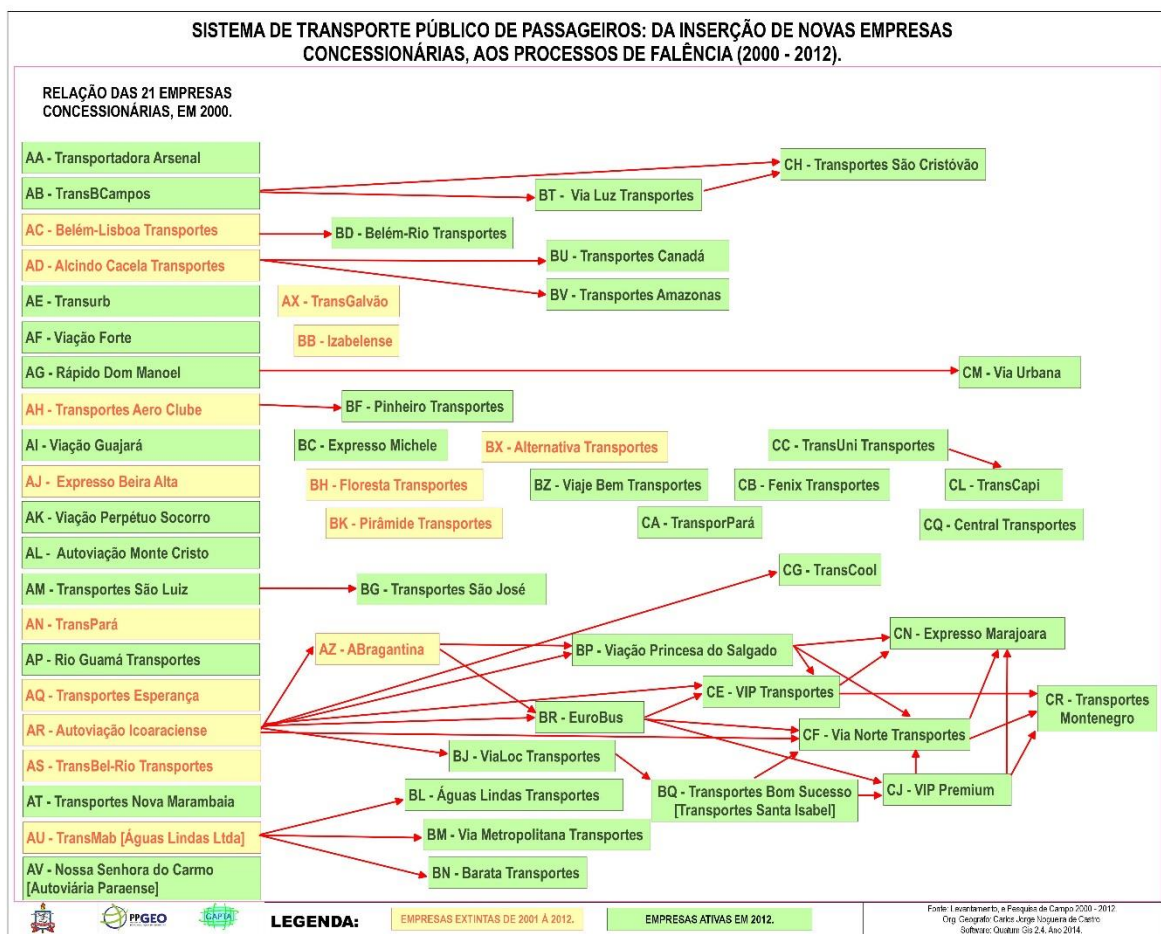 SISTEMA DE TRANSPORTE PÚBLICO DE PASSAGEIROS: DA INSERÇÃO DE NOVAS EMPRESAS
CONCESSIONÁRIAS, AOS PROCESSOS DE FALÊNCIA (2000 - 2012).
RELAÇÃO DAS 21 EMPRESAS
CONCESSIONÁRIAS, EM 2000.
AA - Transportadora Arsenal
CH - Transportes São Cristóvão
AB - TransBCampos
BT - Via Luz Transportes
AC - Belém-Lisboa Transportes
BD - Belém-Rio Transportes
AD - Alcindo Cacela Transportes
BU - Transportes Canadá
AE - Transurb
AX - TransGalvão
BV - Transportes Amazonas
AF - Viação Forte
BB - Izabelense
AG - Rápido Dom Manoel
CM - Via Urbana
AH - Transportes Aero Clube
BF - Pinheiro Transportes
AI - Viação Guajará
BC - Expresso Michele
BX - Alternativa Transportes
CC - TransUni Transportes
AJ - Expresso Beira Alta
BH - Floresta Transportes
BZ - Viaje Bem Transportes
CB - Fenix Transportes
CL - TransCapi
AK - Viação Perpétuo Socorro
BK - Pirâmide Transportes
CA - TransporPará
CQ - Central Transportes
AL - Autoviação Monte Cristo
CG - TransCool
AM - Transportes São Luiz
BG - Transportes São José
AN - TransPará
AZ - ABragantina
BP - Viação Princesa do Salgado
CN - Expresso Marajoara
AP - Rio Guamá Transportes
AQ - Transportes Esperança
CE - VIP Transportes
CR - Transportes
Montenegro
AR - Autoviação Icoaraciense
BR - EuroBus
CF - Via Norte Transportes
AS - TransBel-Rio Transportes
BJ - ViaLoc Transportes
AT - Transportes Nova Marambaia
BL - Águas Lindas Transportes
BQ - Transportes Bom Sucesso
[Transportes Santa Isabel]
CJ - VIP Premium
AU - TransMab [Águas Lindas Ltda]
BM - Via Metropolitana Transportes
AV - Nossa Senhora do Carmo
[Autoviária Paraense]
BN - Barata Transportes
PPGEO
GAPTA
LEGENDA:
EMPRESAS EXTINTAS DE 2001 Á 2012.
EMPRESAS ATIVAS EM 2012.
Fonte: Levantamento, e Pesquisa de Campo 2000 - 2012.
Org. Geografo: Carlos Jorge Nogueira de Castro
Software: Quatum Gis 2.4. Ano 2014.